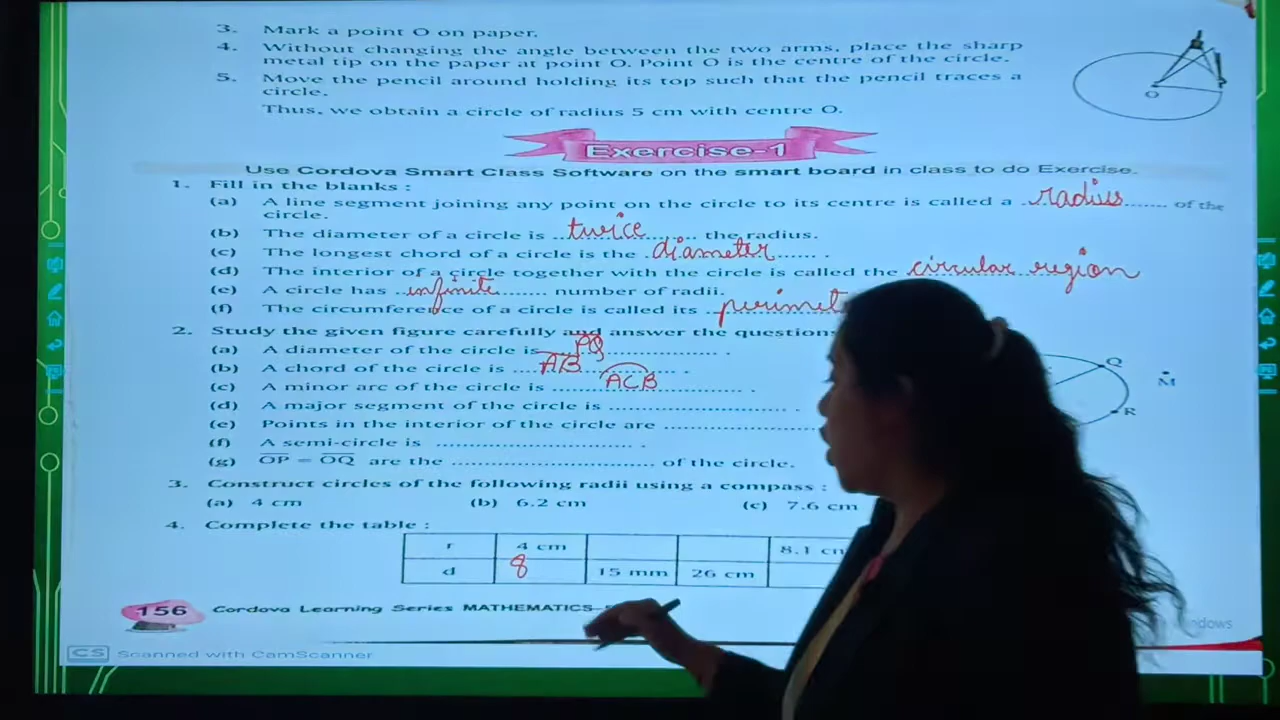 3. Mark a point O on paper.
4. Without changing the angle between the two arms, place the sharp
metal tip on the paper at point O. Point O is the centre of the circle.
5. Move the pencil around holding its top such that the pencil traces a
circle.
Thus, we obtain a circle of radius 5 cm with centre O.
O
Exercise-1
Use Cordova Smart Class Software on the smart board in class to do Exercise.
1. Fill in the blanks :
(a) A line segment joining any point on the circle to its centre is called a radius of the
circle.
(b) The diameter of a circle is twice the radius.
(c) The longest chord of a circle is the diameter.
(d) The interior of a circle together with the circle is called the circular region
(e) A circle has infinite number of radii.
(f) The circumference of a circle is called its perimet
2. Study the given figure carefully and answer the questions
(a) A diameter of the circle is PQ .
(b) A chord of the circle is AB .
(c) A minor arc of the circle is ACB .
(d) A major segment of the circle is .
(e) Points in the interior of the circle are
(f) A semi-circle is .
(g) OP = OQ are the of the circle.
Q
M
R
3. Construct circles of the following radii using a compass :
(a) 4 cm (b) 6.2 cm (c) 7.6 cm
4. Complete the table :
r 4 cm 8.1 cm
d 8 15 mm 26 cm
156 Cordova Learning Series MATHEMATICS
CS Scanned with CamScanner